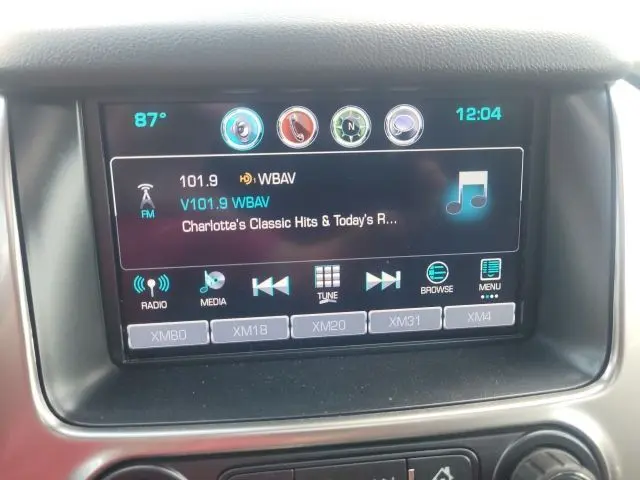 87°
N
12:04
101.9 HD1 WBAV
V101.9 WBAV
FM
Charlotte's Classic Hits & Today's R...
RADIO
MEDIA
TUNE
BROWSE
MENU
XM80
XM18
XM20
XM31
XM4